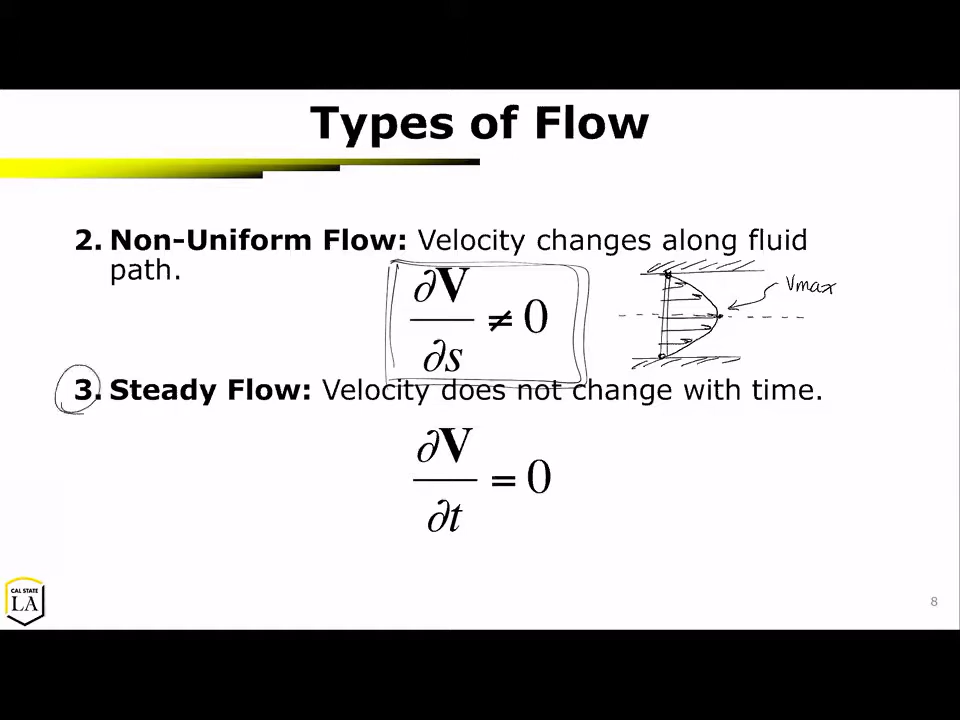 Types of Flow
2. Non-Uniform Flow: Velocity changes along fluid
path.
∂V/∂s ≠ 0
Vmax
3. Steady Flow: Velocity does not change with time.
∂V/∂t = 0
CAL STATE
LA
8